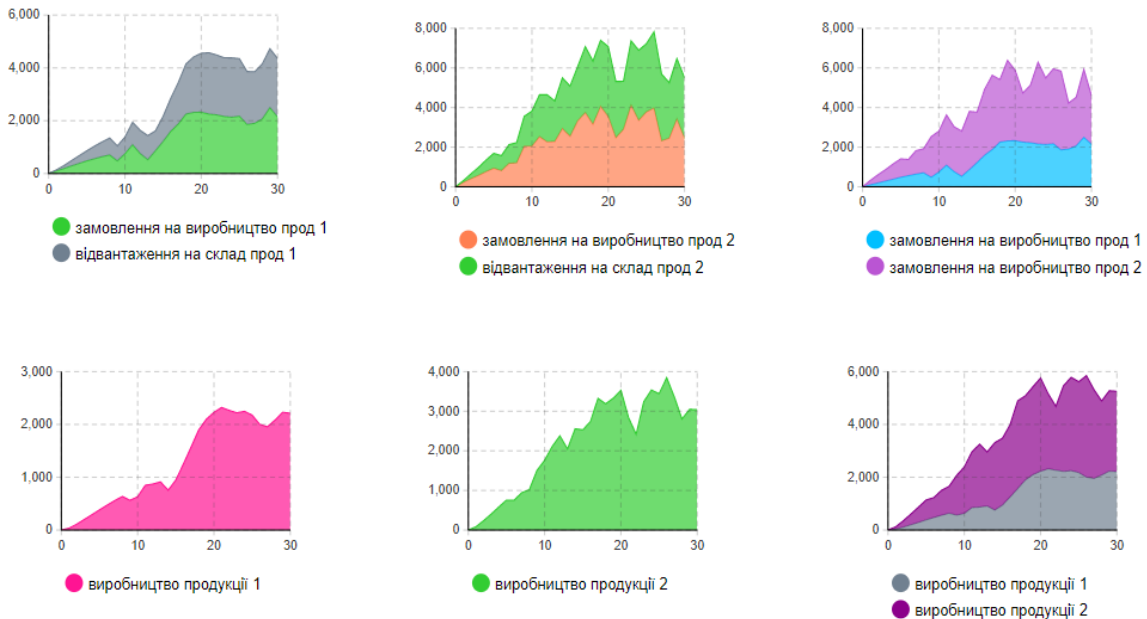 6,000
4,000
2,000
0
0 10 20 30
замовлення на виробництво прод 1
відвантаження на склад прод 1
8,000
6,000
4,000
2,000
0
0 10 20 30
замовлення на виробництво прод 2
відвантаження на склад прод 2
8,000
6,000
4,000
2,000
0
0 10 20 30
замовлення на виробництво прод 1
замовлення на виробництво прод 2
3,000
2,000
1,000
0
0 10 20 30
виробництво продукції 1
4,000
3,000
2,000
1,000
0
0 10 20 30
виробництво продукції 2
6,000
4,000
2,000
0
0 10 20 30
виробництво продукції 1
виробництво продукції 2